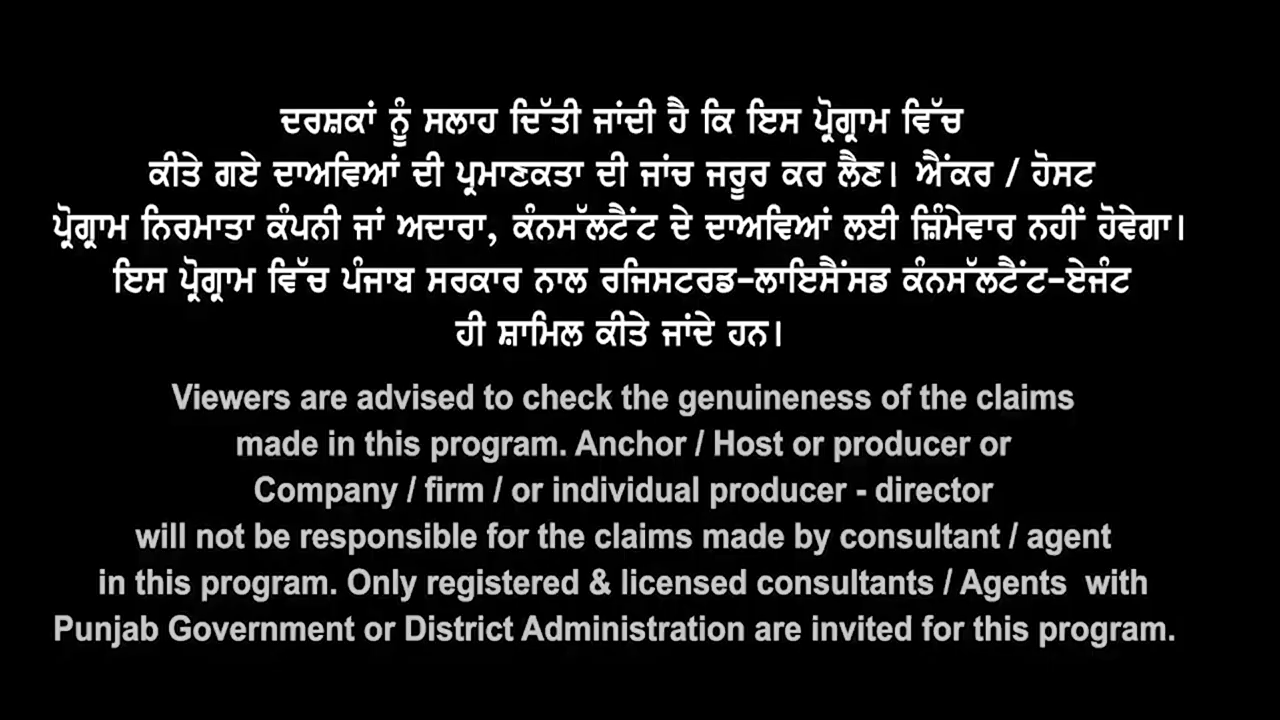 ਦਰਸ਼ਕਾਂ ਨੂੰ ਸਲਾਹ ਦਿੱਤੀ ਜਾਂਦੀ ਹੈ ਕਿ ਇਸ ਪ੍ਰੋਗ੍ਰਾਮ ਵਿੱਚ
ਕੀਤੇ ਗਏ ਦਾਅਵਿਆਂ ਦੀ ਪ੍ਰਮਾਣਕਤਾ ਦੀ ਜਾਂਚ ਜਰੂਰ ਕਰ ਲੈਣ। ਐਂਕਰ / ਹੋਸਟ
ਪ੍ਰੋਗ੍ਰਾਮ ਨਿਰਮਾਤਾ ਕੰਪਨੀ ਜਾਂ ਅਦਾਰਾ, ਕੰਨਸੱਲਟੈਂਟ ਦੇ ਦਾਅਵਿਆਂ ਲਈ ਜ਼ਿੰਮੇਵਾਰ ਨਹੀਂ ਹੋਵੇਗਾ।
ਇਸ ਪ੍ਰੋਗ੍ਰਾਮ ਵਿੱਚ ਪੰਜਾਬ ਸਰਕਾਰ ਨਾਲ ਰਜਿਸਟਰਡ-ਲਾਇਸੈਂਸਡ ਕੰਨਸੱਲਟੈਂਟ-ਏਜੰਟ
ਹੀ ਸ਼ਾਮਿਲ ਕੀਤੇ ਜਾਂਦੇ ਹਨ।
Viewers are advised to check the genuineness of the claims
made in this program. Anchor / Host or producer or
Company / firm / or individual producer - director
will not be responsible for the claims made by consultant / agent
in this program. Only registered & licensed consultants / Agents with
Punjab Government or District Administration are invited for this program.